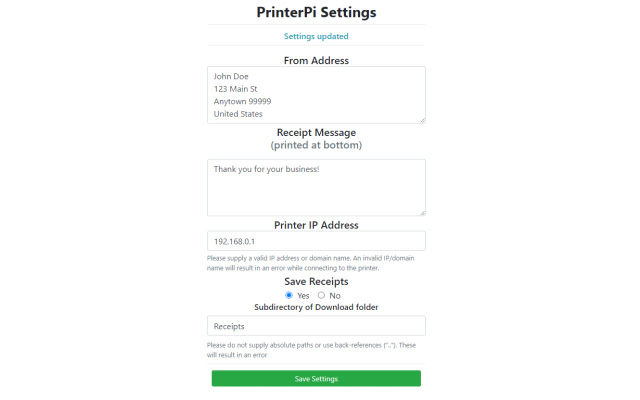 PrinterPi Settings
Settings updated
From Address
John Doe
123 Main St
Anytown 99999
United States
Receipt Message
(printed at bottom)
Thank you for your business!
Printer IP Address
192.168.0.1
Please supply a valid IP address or domain name. An invalid IP/domain
name will result in an error while connecting to the printer.
Save Receipts
Yes No
Subdirectory of Download folder
Receipts
Please do not supply absolute paths or use back-references (".."). These
will result in an error
Save Settings